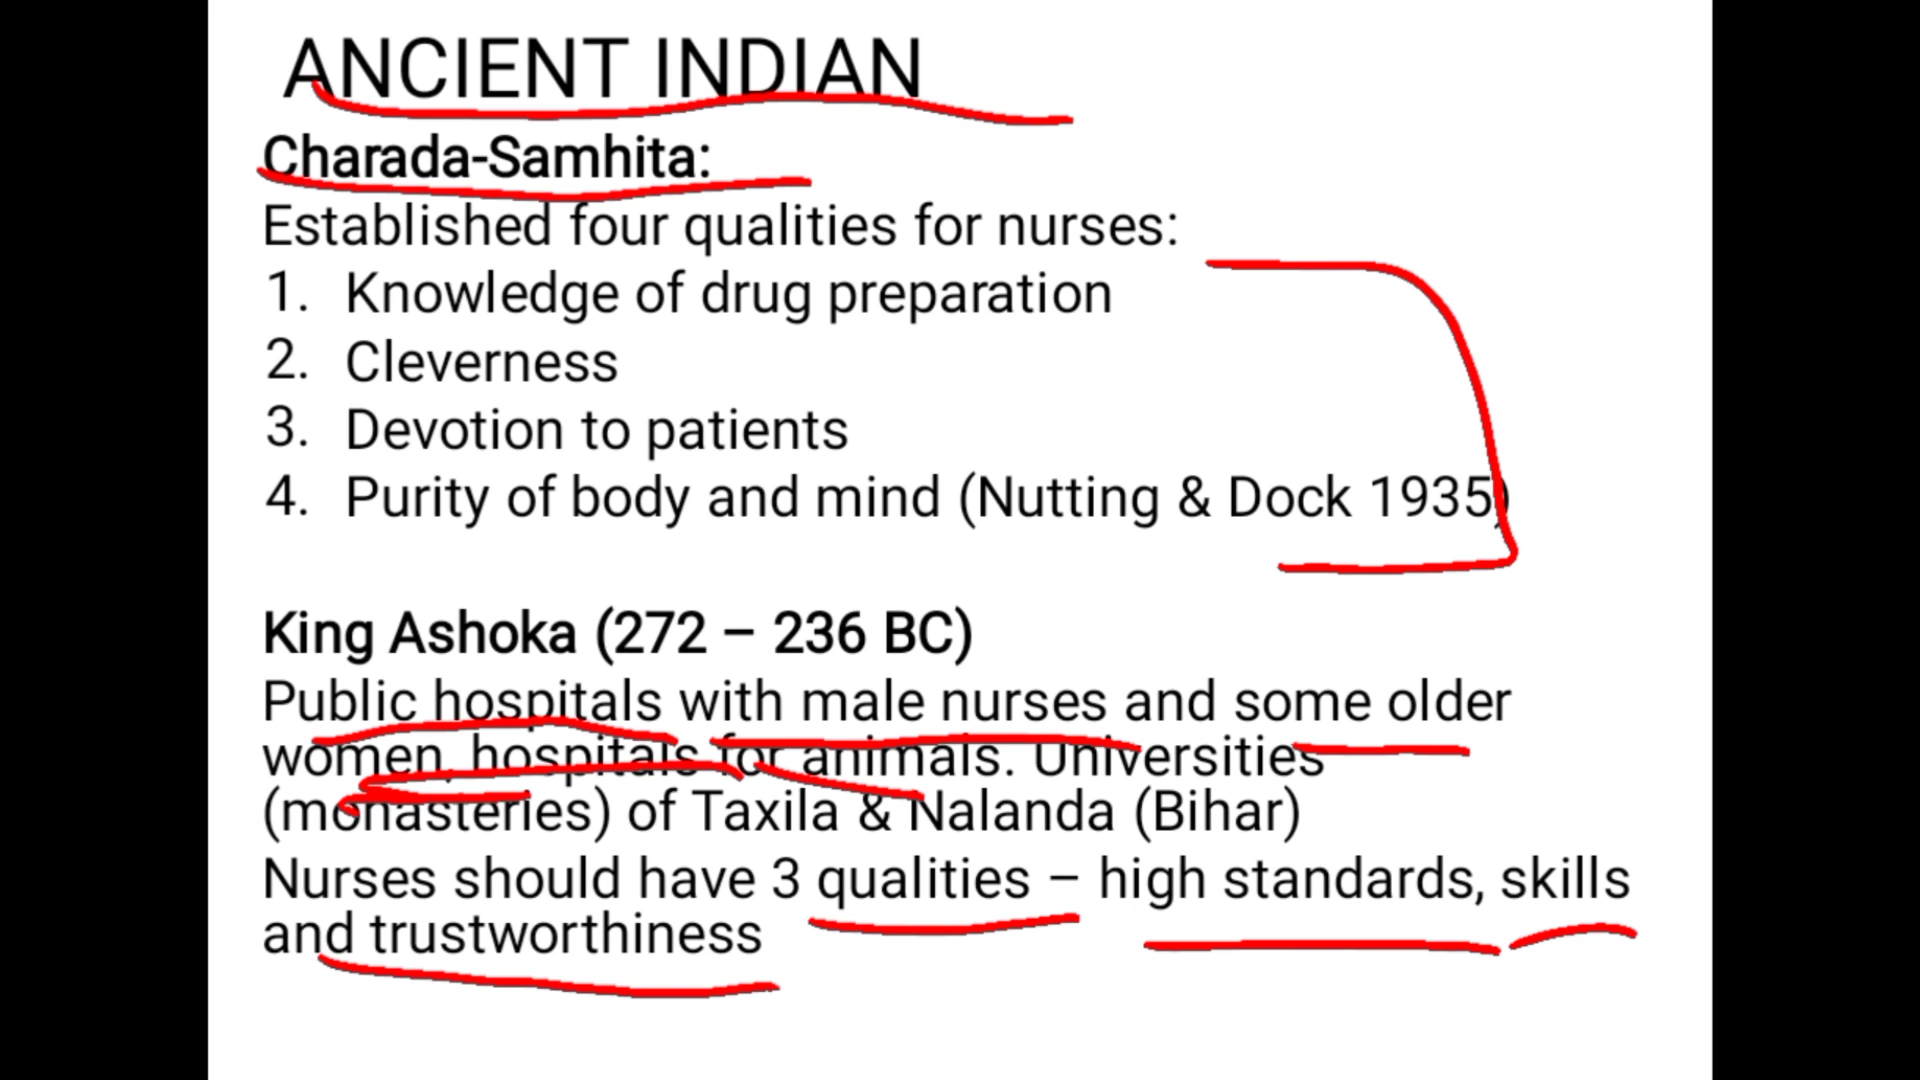 ANCIENT INDIAN
Charada-Samhita:
Established four qualities for nurses:
1. Knowledge of drug preparation
2. Cleverness
3. Devotion to patients
4. Purity of body and mind (Nutting & Dock 1935)
King Ashoka (272 – 236 BC)
Public hospitals with male nurses and some older
women, hospitals for animals. Universities
(monasteries) of Taxila & Nalanda (Bihar)
Nurses should have 3 qualities – high standards, skills
and trustworthiness